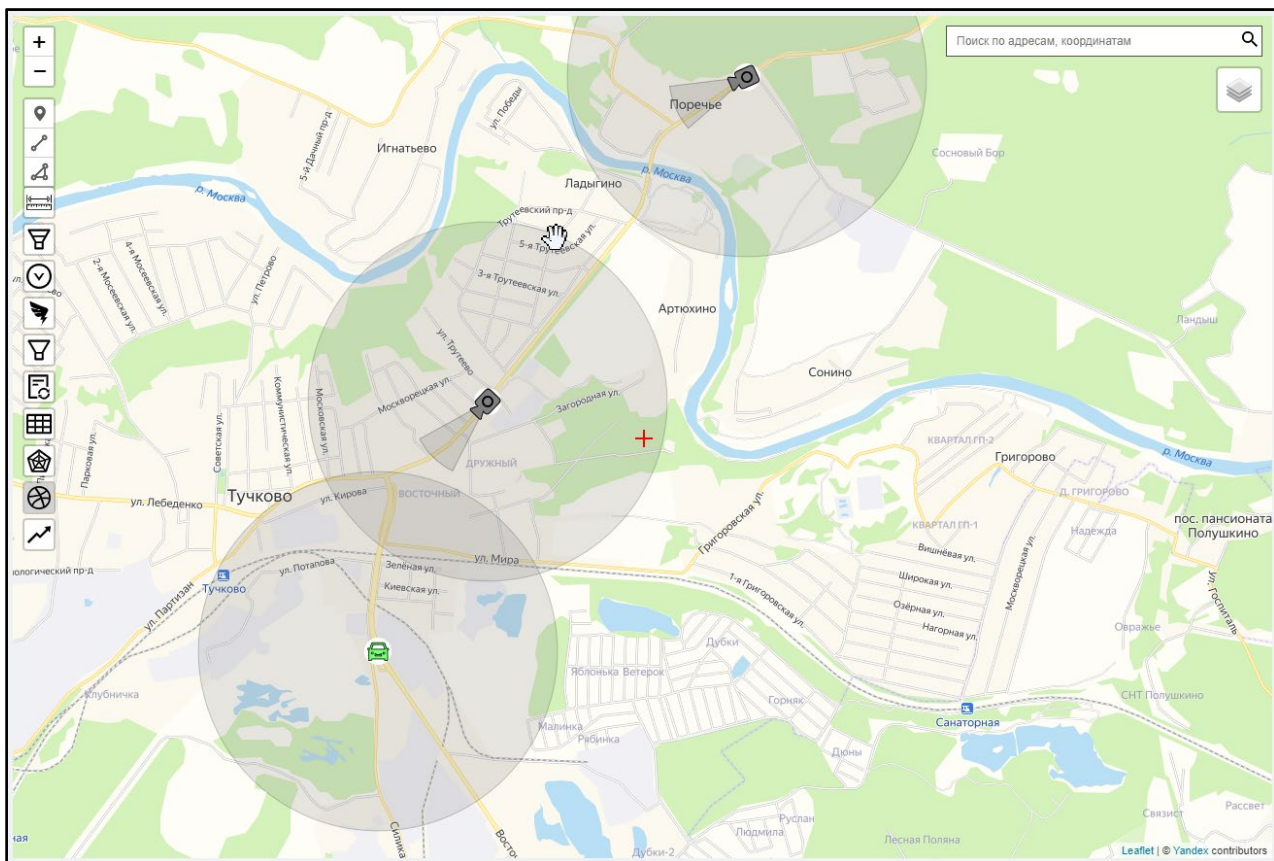 +
Поиск по адресам, координатам
−
ул. Победы
5-й Дачный пр-д
Поречье
Игнатьево
Сосновый Бор
р. Москва
Ладыгино
р. Москва
Трутеевский пр-д
5-я Трутеевская ул.
4-я Мосеевская ул.
2-я Мосеевская ул.
ул. Петрово
3-я Трутеевская ул.
Артюхино
Ландыш
ул. Трутеево
Сонино
Москворецкая ул.
Загородная ул.
Коммунистическая ул.
Московская ул.
Советская ул.
Парковая ул.
КВАРТАЛ ГП-2
Григорово
р. Москва
ДРУЖНЫЙ
ВОСТОЧНЫЙ
ул. Кирова
Тучково
ул. Лебеденко
Д. ГРИГОРОВО
КВАРТАЛ ГП-1
Надежда
пос. пансионата
Полушкино
Григоровская ул.
ул. Мира
Вишнёвая ул.
Москворецкая ул.
ологический пр-д
ул. Потапова
Зелёная ул.
Киевская ул.
Тучково
ул. Партизан
1-я Григоровская ул.
Широкая ул.
Озёрная ул.
Нагорная ул.
ул. Госпиталь
Овражье
Дубки
Яблонька Ветерок
Клубничка
Горняк
СНТ Полушкино
Санаторная
Малинка
Рябинка
Дюны
Рассвет
Связист
Руслан
Людмила
Лесная Поляна
ная
Силика
Восто
Дубки-2
Leaflet | © Yandex contributors